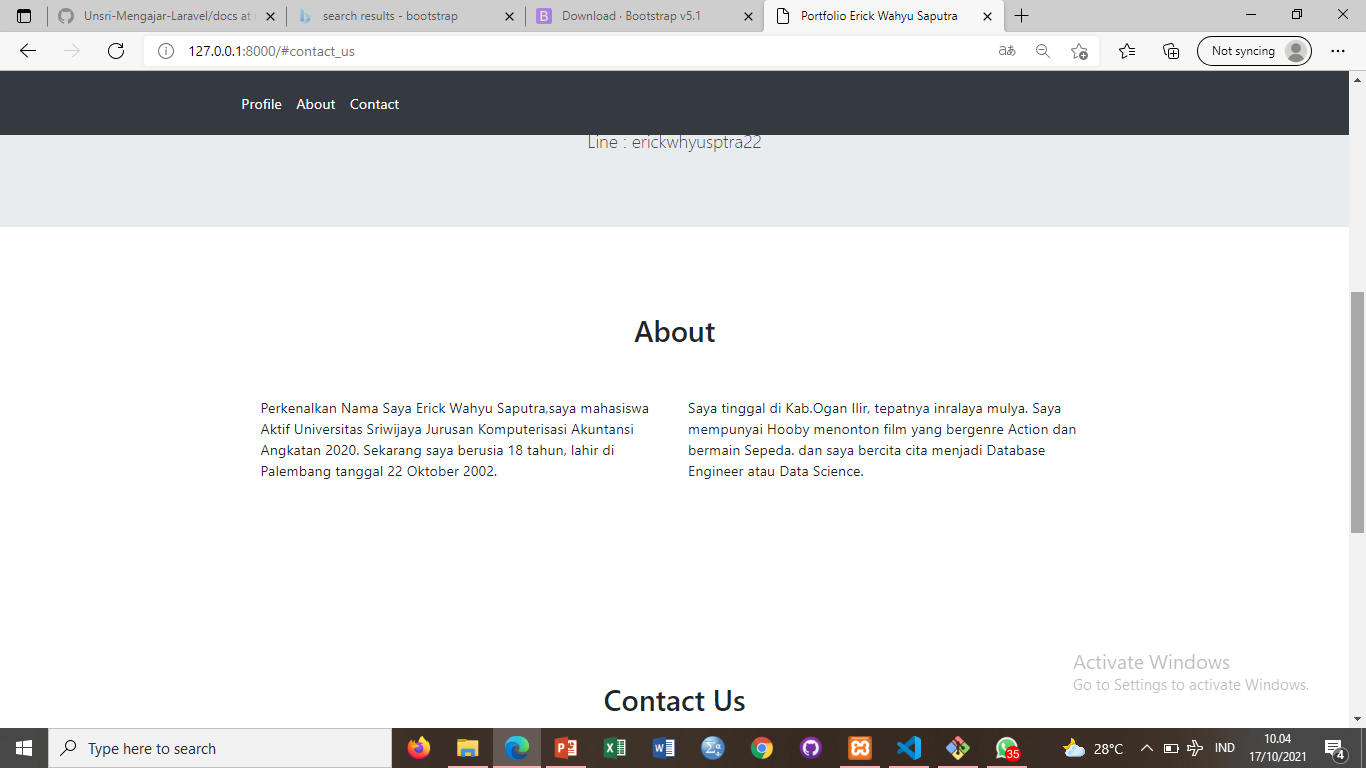 Unsri-Mengajar-Laravel/docs at
search results - bootstrap
Download · Bootstrap v5.1
Portfolio Erick Wahyu Saputra
127.0.0.1:8000/#contact_us
Not syncing
Profile About Contact
Line : erickwhyusptra22
About
Perkenalkan Nama Saya Erick Wahyu Saputra,saya mahasiswa
Aktif Universitas Sriwijaya Jurusan Komputerisasi Akuntansi
Angkatan 2020. Sekarang saya berusia 18 tahun, lahir di
Palembang tanggal 22 Oktober 2002.
Saya tinggal di Kab.Ogan Ilir, tepatnya inralaya mulya. Saya
mempunyai Hooby menonton film yang bergenre Action dan
bermain Sepeda. dan saya bercita cita menjadi Database
Engineer atau Data Science.
Contact Us
Activate Windows
Go to Settings to activate Windows.
Type here to search
35
28°C
IND
10.04
17/10/2021
4